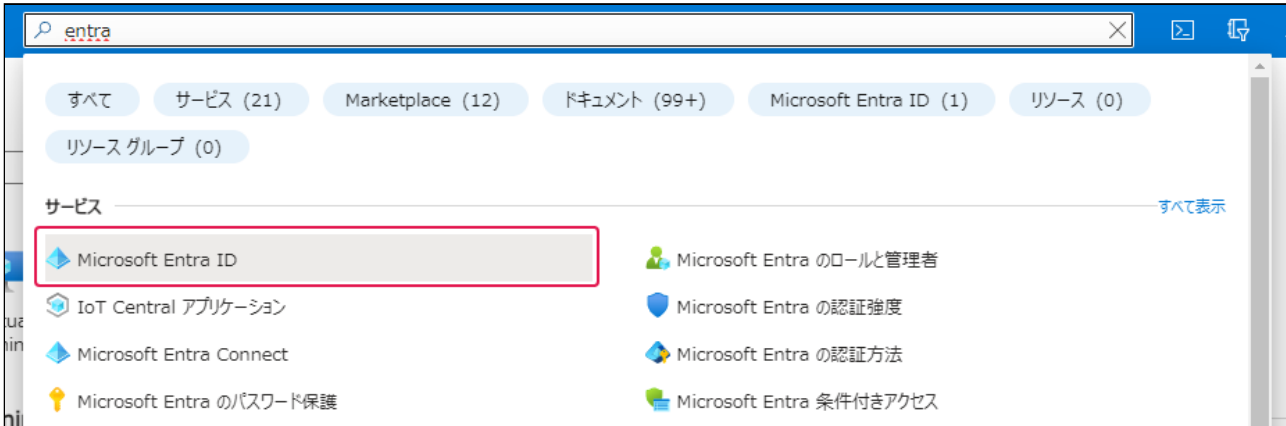 entra
すべて サービス (21) Marketplace (12) ドキュメント (99+) Microsoft Entra ID (1) リソース (0)
リソース グループ (0)
サービス すべて表示
Microsoft Entra ID Microsoft Entra のロールと管理者
IoT Central アプリケーション Microsoft Entra の認証強度
Microsoft Entra Connect Microsoft Entra の認証方法
Microsoft Entra のパスワード保護 Microsoft Entra 条件付きアクセス